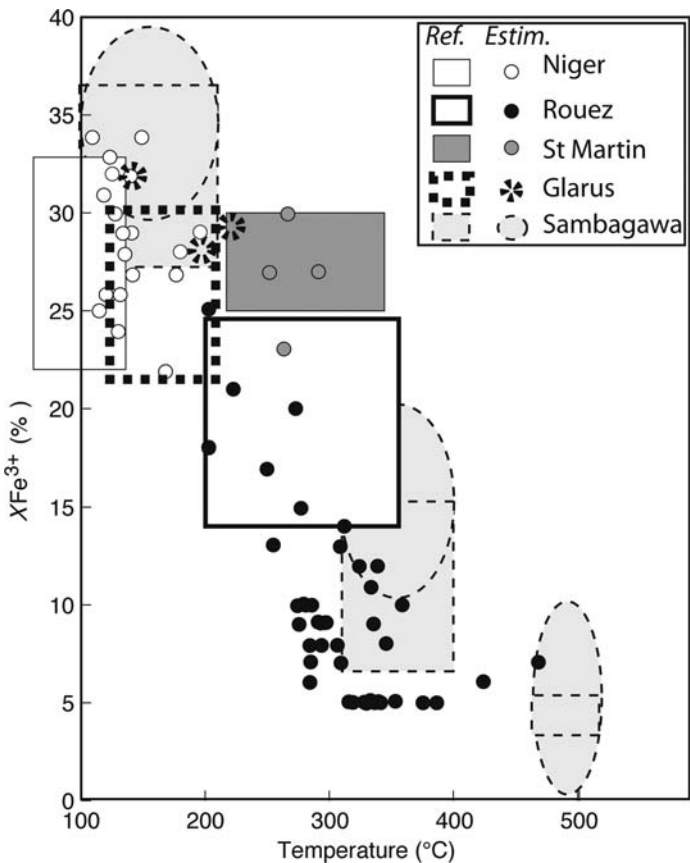 40
35
30
25
20
15
10
5
0
XFe³⁺ (%)
100
200
300
400
500
Temperature (°C)
Ref. Estim.
Niger
Rouez
St Martin
Glarus
Sambagawa